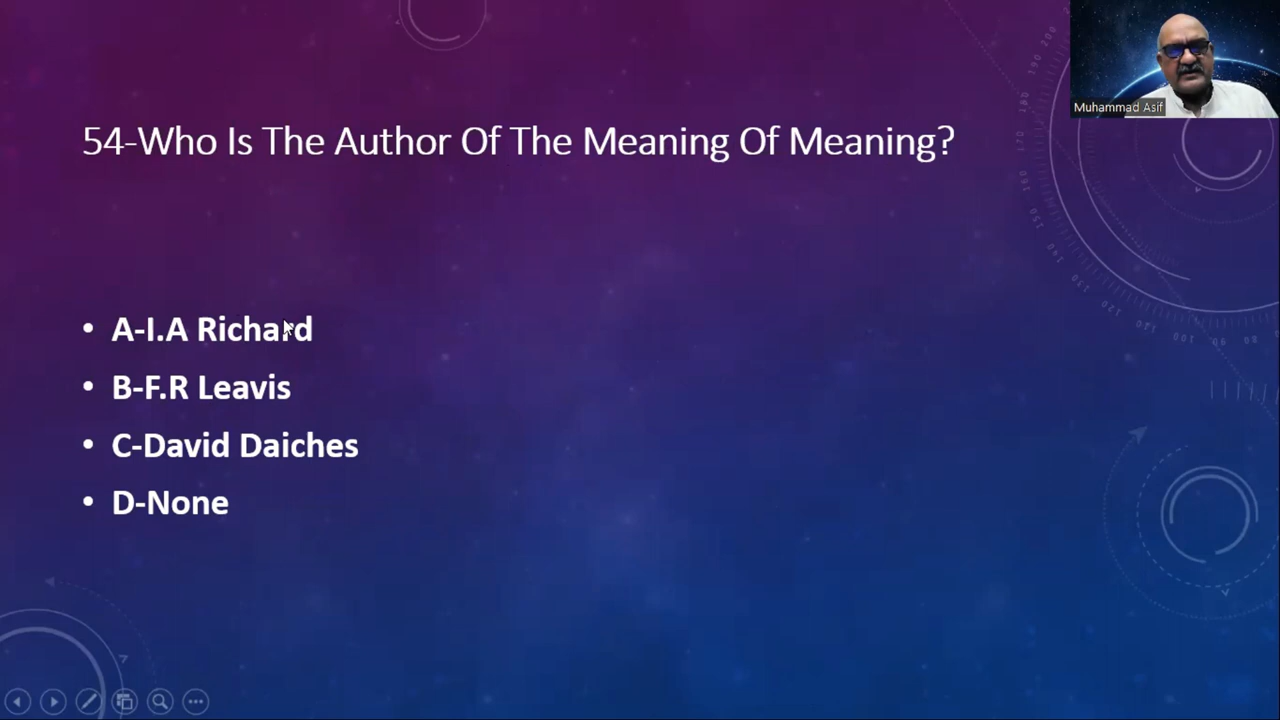 54-Who Is The Author Of The Meaning Of Meaning?
Muhammad Asif
• A-I.A Richard
• B-F.R Leavis
• C-David Daiches
• D-None